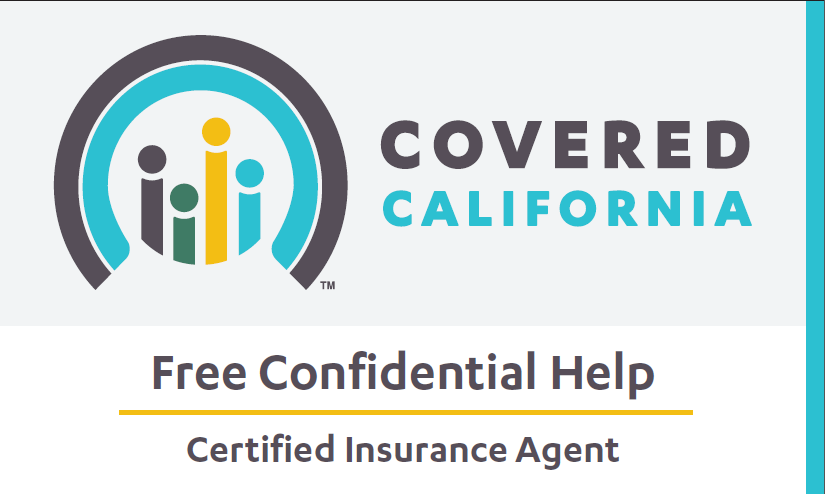 COVERED
CALIFORNIA
TM
Free Confidential Help
Certified Insurance Agent